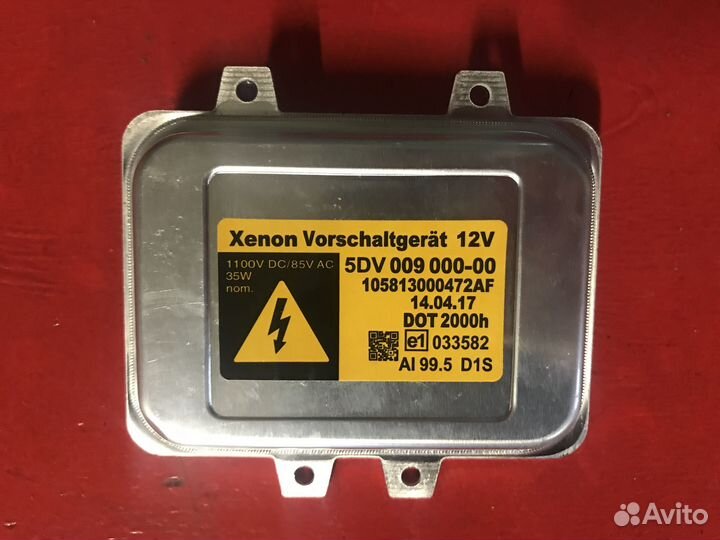 Xenon Vorschaltgerät 12V
1100V DC/85V AC
35W
nom.
5DV 009 000-00
105813000472AF
14.04.17
DOT 2000h
e1 033582
Al 99.5 D1S
Avito